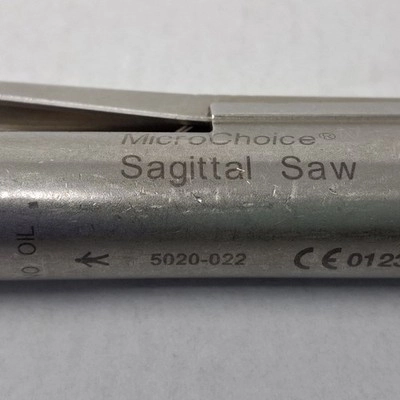 MicroChoice®
Sagittal Saw
OIL 5020-022 CE 0123